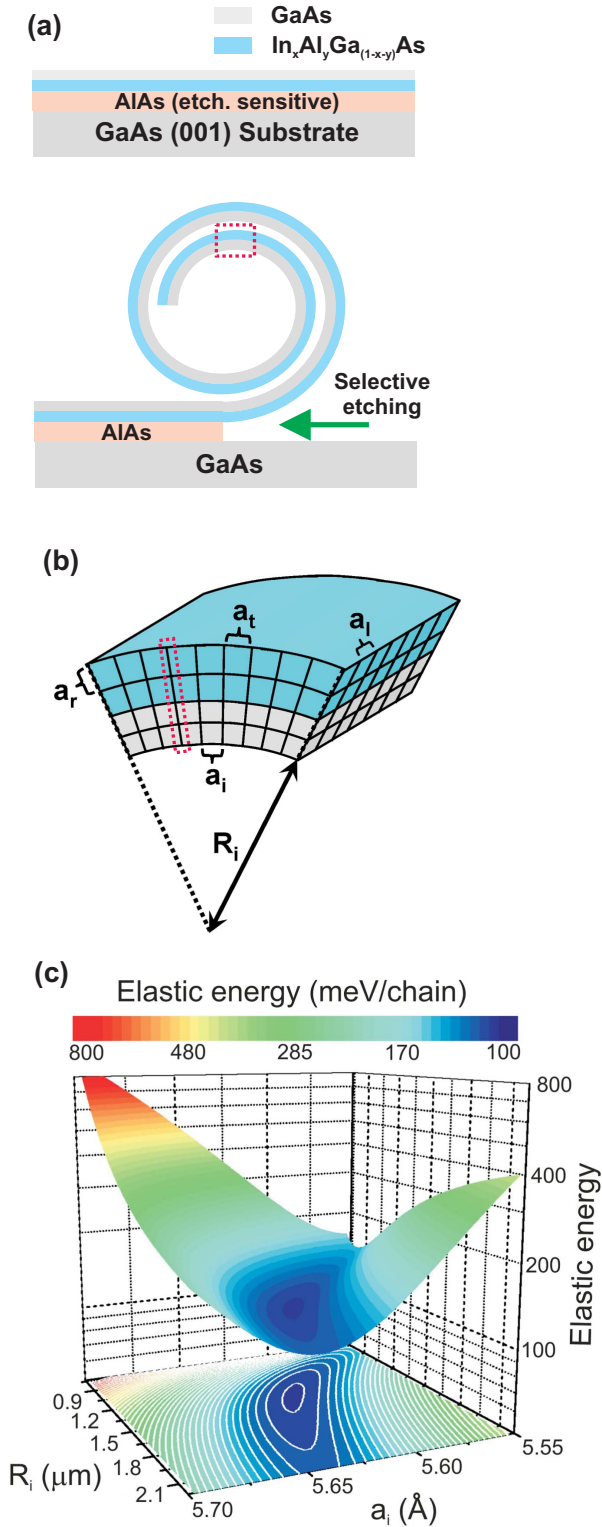 (a)
GaAs
InₓAlᵧGa₍₁₋ₓ₋ᵧ₎As
AlAs (etch. sensitive)
GaAs (001) Substrate
Selective
etching
AlAs
GaAs
(b)
aₜ
aₗ
aᵣ
aᵢ
Rᵢ
(c)
Elastic energy (meV/chain)
800 480 285 170 100
800
400
200
100
Elastic energy
0.9
1.2
1.5
1.8
2.1
Rᵢ (μm)
5.70
5.65
5.60
5.55
aᵢ (Å)